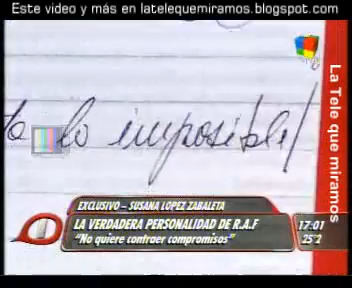 Este video y más en latelequemiramos.blogspot.com
La Tele que miramos
lo imposible
EXCLUSIVO - SUSANA LOPEZ ZABALETA
LA VERDADERA PERSONALIDAD DE R.A.F
"No quiere contraer compromisos"
17:01
25°2